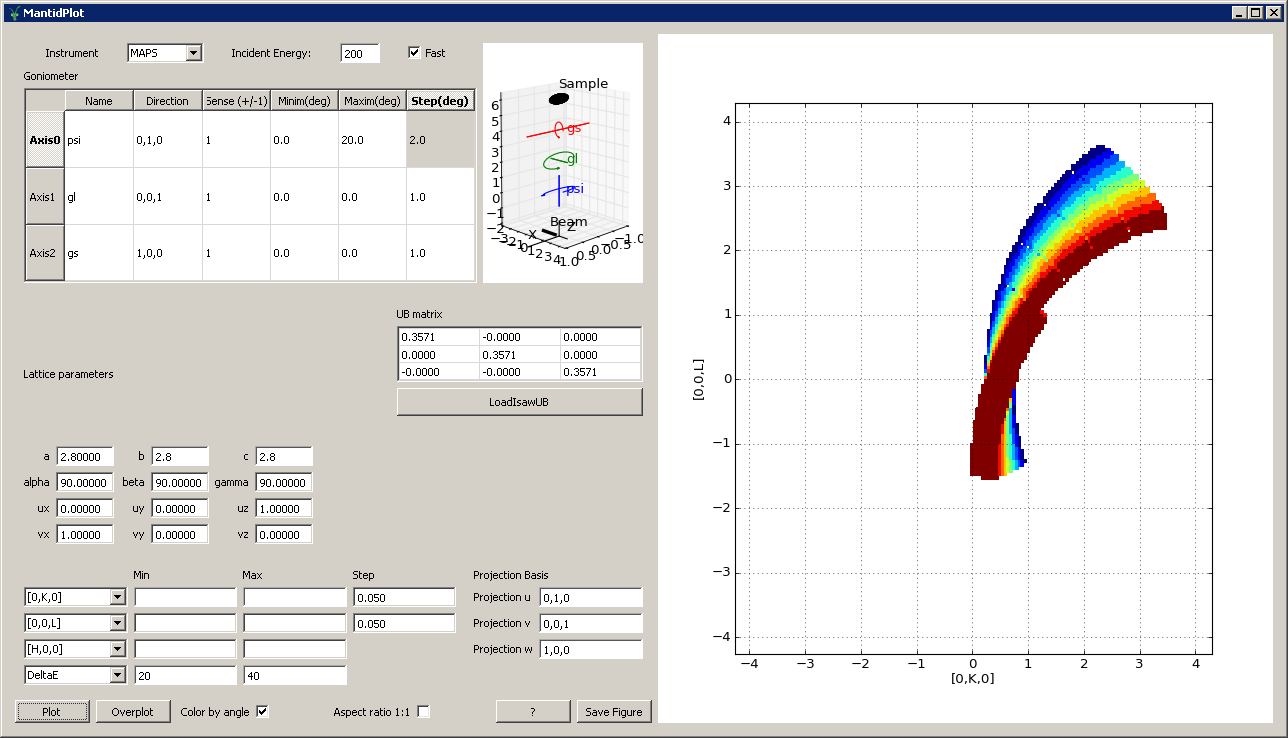 MantidPlot
Instrument MAPS Incident Energy: 200 Fast
Goniometer
Name Direction Sense (+/-1) Minim(deg) Maxim(deg) Step(deg)
Axis0 psi 0,1,0 1 0.0 20.0 2.0
Axis1 gl 0,0,1 1 0.0 0.0 1.0
Axis2 gs 1,0,0 1 0.0 0.0 1.0
Sample
gs
gl
psi
Beam
X
Z
6
5
4
3
2
1
0
−1
−2
−3 −2 −1 0 1 2 3 4
1.0 0.5 0.0 −0.5 −1.0
UB matrix
0.3571 -0.0000 0.0000
0.0000 0.3571 0.0000
-0.0000 -0.0000 0.3571
LoadIsawUB
Lattice parameters
a 2.80000 b 2.8 c 2.8
alpha 90.00000 beta 90.00000 gamma 90.00000
ux 0.00000 uy 0.00000 uz 1.00000
vx 1.00000 vy 0.00000 vz 0.00000
Min Max Step Projection Basis
[0,K,0] 0.050 Projection u 0,1,0
[0,0,L] 0.050 Projection v 0,0,1
[H,0,0] Projection w 1,0,0
DeltaE 20 40
Plot Overplot Color by angle Aspect ratio 1:1 ? Save Figure
4
3
2
1
0
−1
−2
−3
−4
[0,0,L]
−4 −3 −2 −1 0 1 2 3 4
[0,K,0]